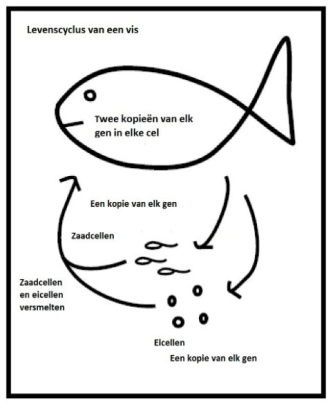 Levenscyclus van een vis
Twee kopieën van elk
gen in elke cel
Een kopie van elk gen
Zaadcellen
Zaadcellen
en eicellen
versmelten
Eicellen
Een kopie van elk gen